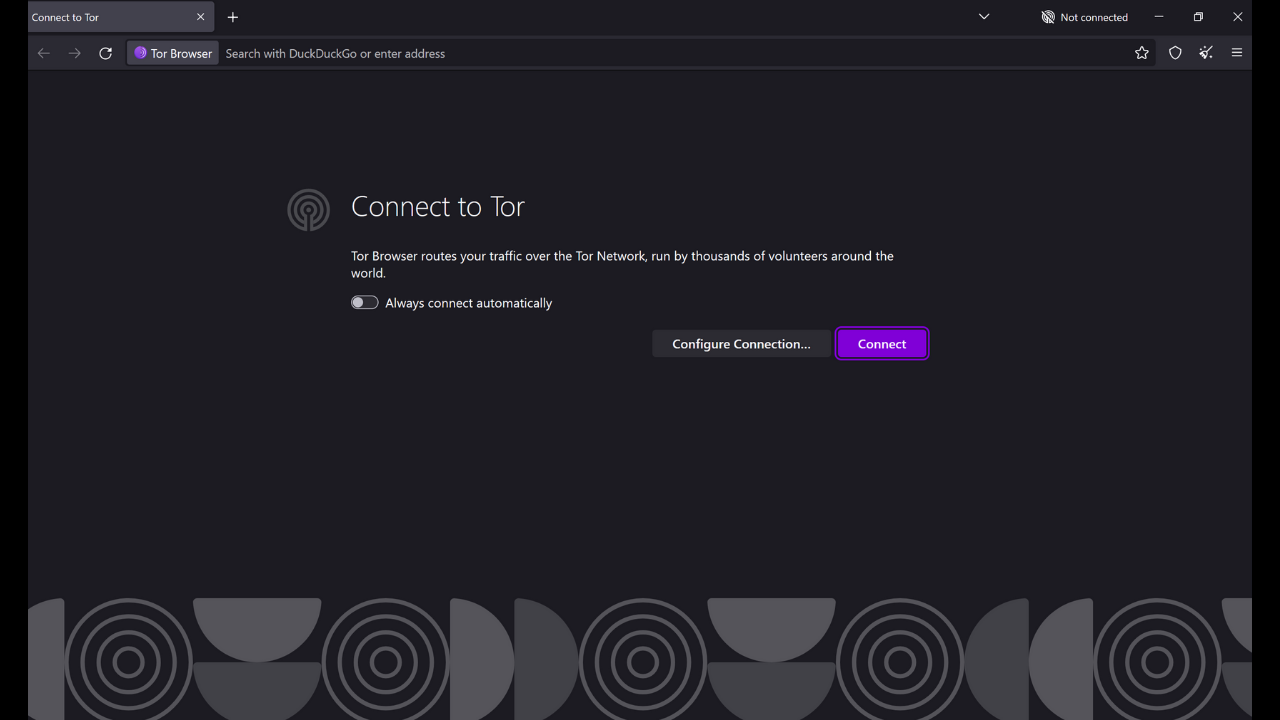 Connect to Tor
Not connected
Tor Browser Search with DuckDuckGo or enter address
Connect to Tor
Tor Browser routes your traffic over the Tor Network, run by thousands of volunteers around the
world.
Always connect automatically
Configure Connection... Connect